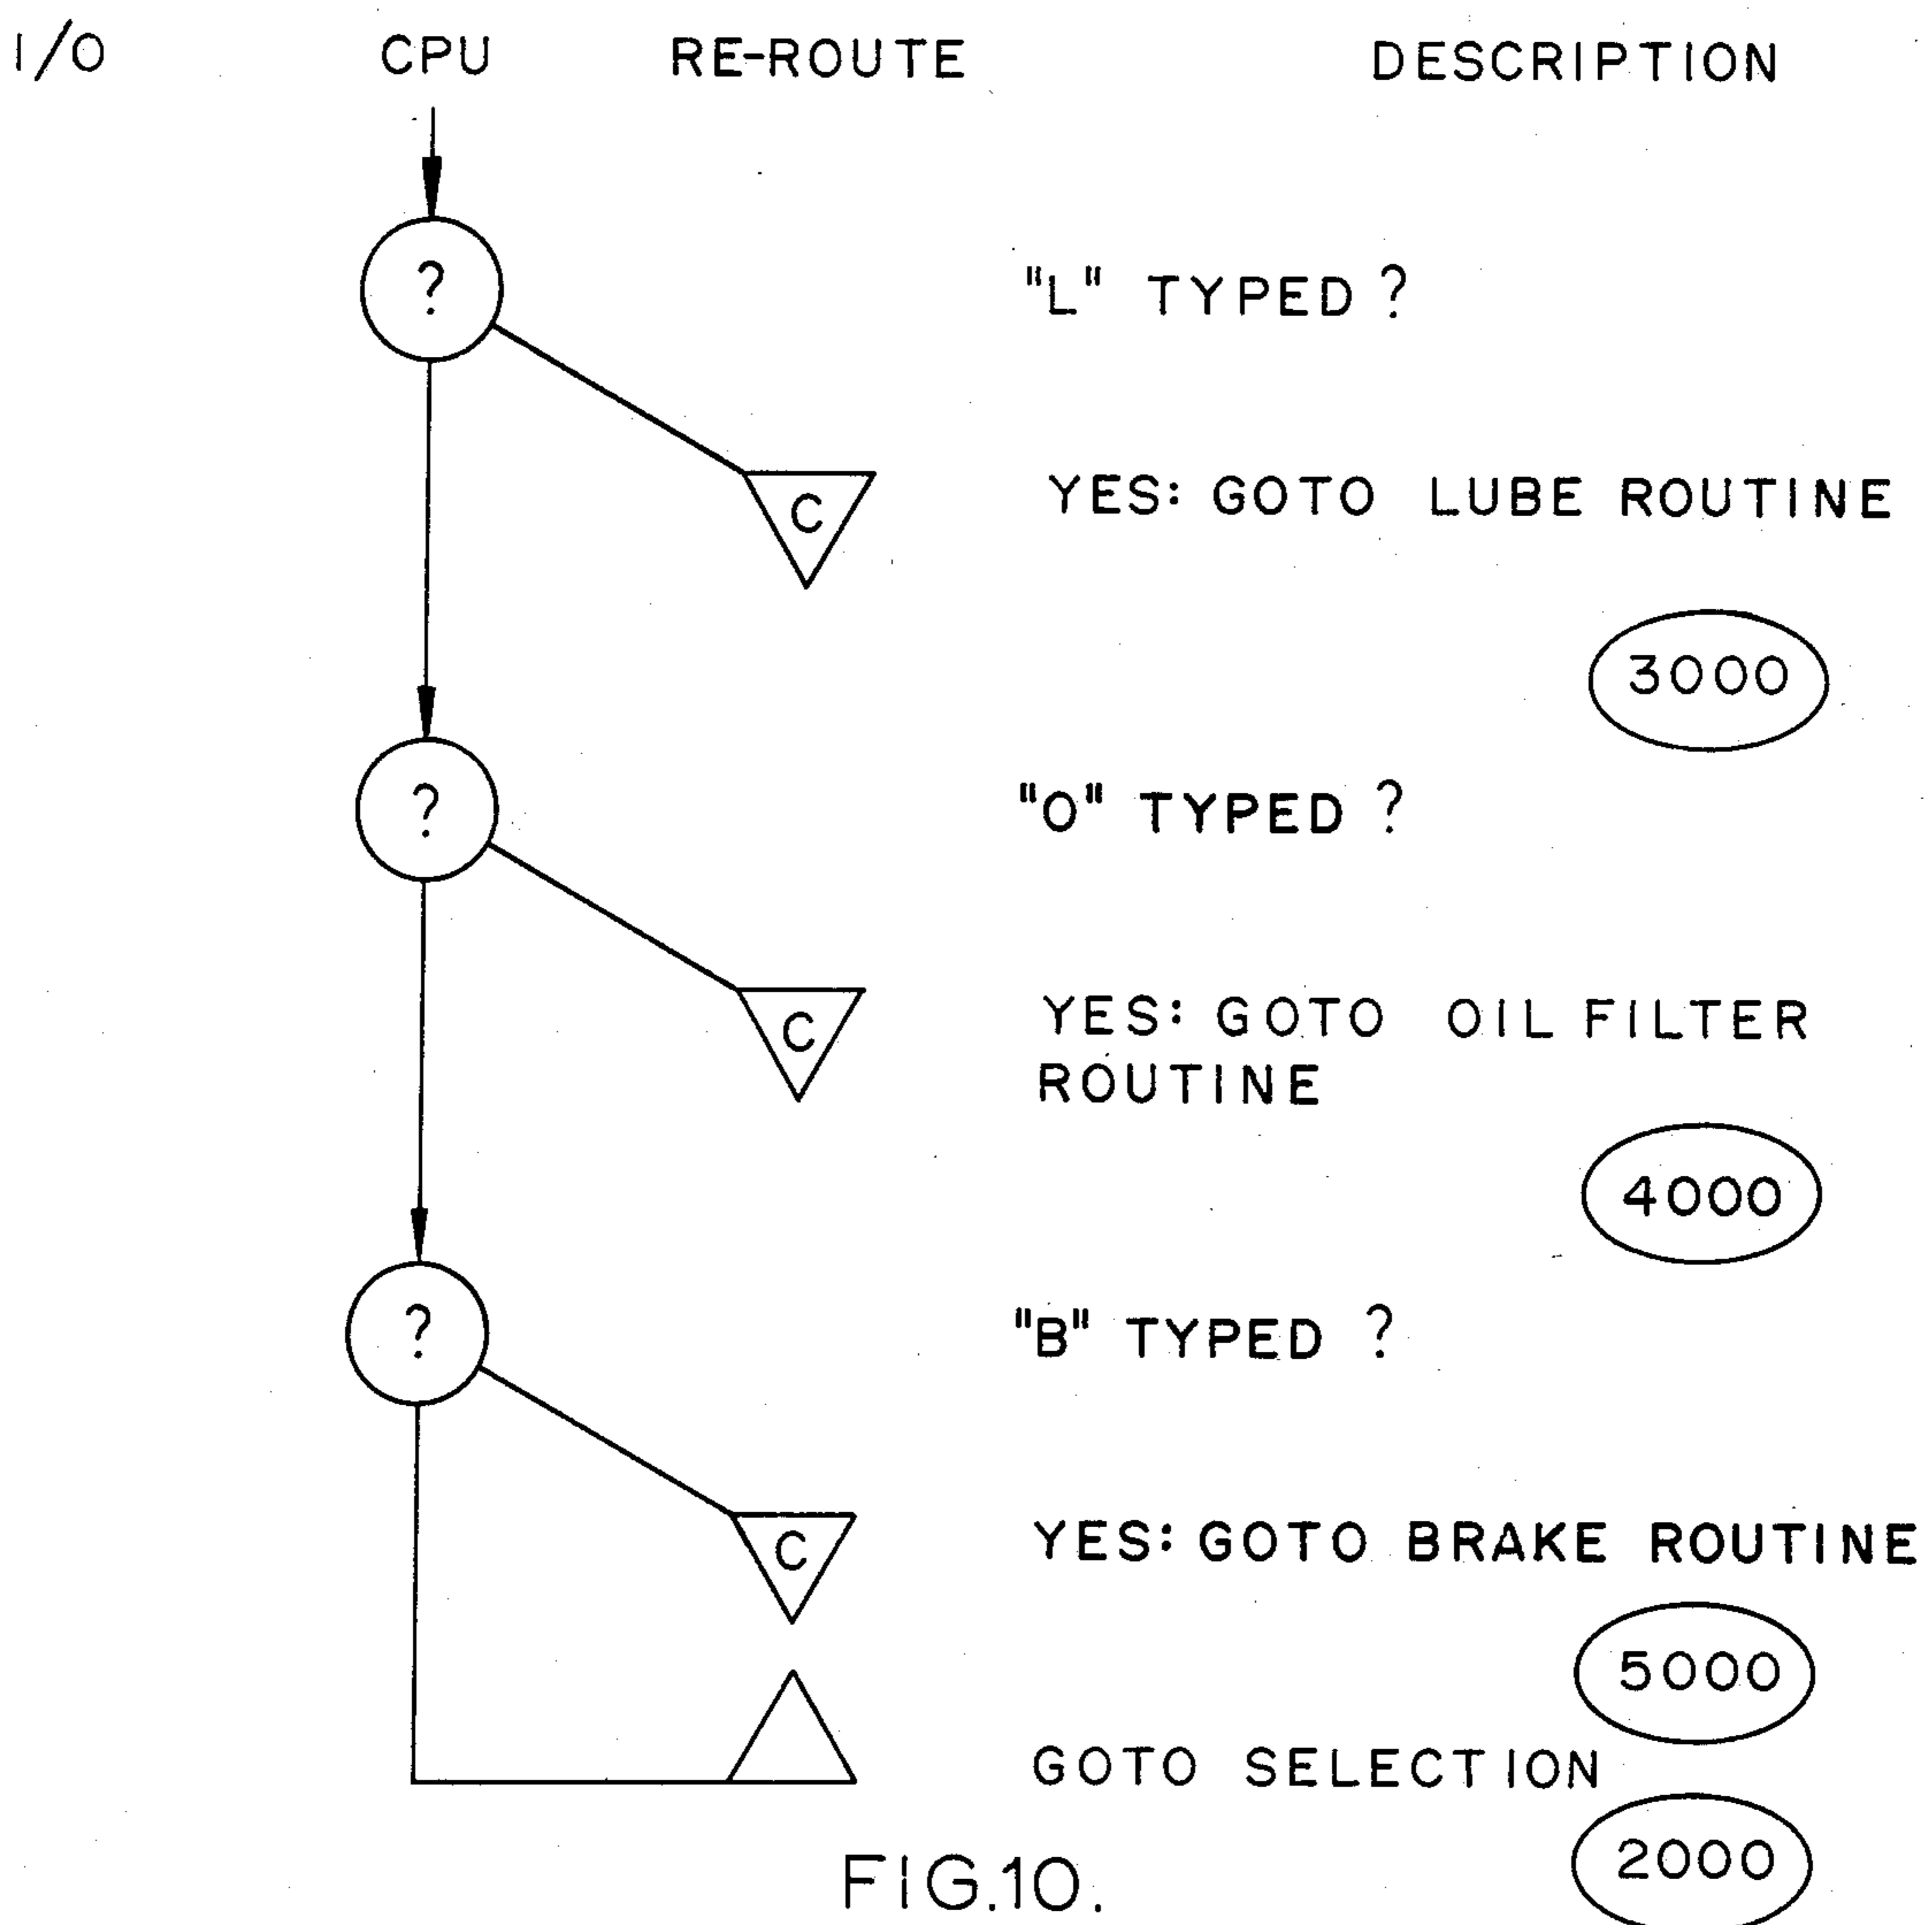 I/O CPU RE-ROUTE DESCRIPTION
?
"L" TYPED ?
C
YES: GOTO LUBE ROUTINE
3000
?
"O" TYPED ?
C
YES: GOTO OIL FILTER
ROUTINE
4000
?
"B" TYPED ?
C
YES: GOTO BRAKE ROUTINE
5000
GOTO SELECTION
2000
FIG.10.